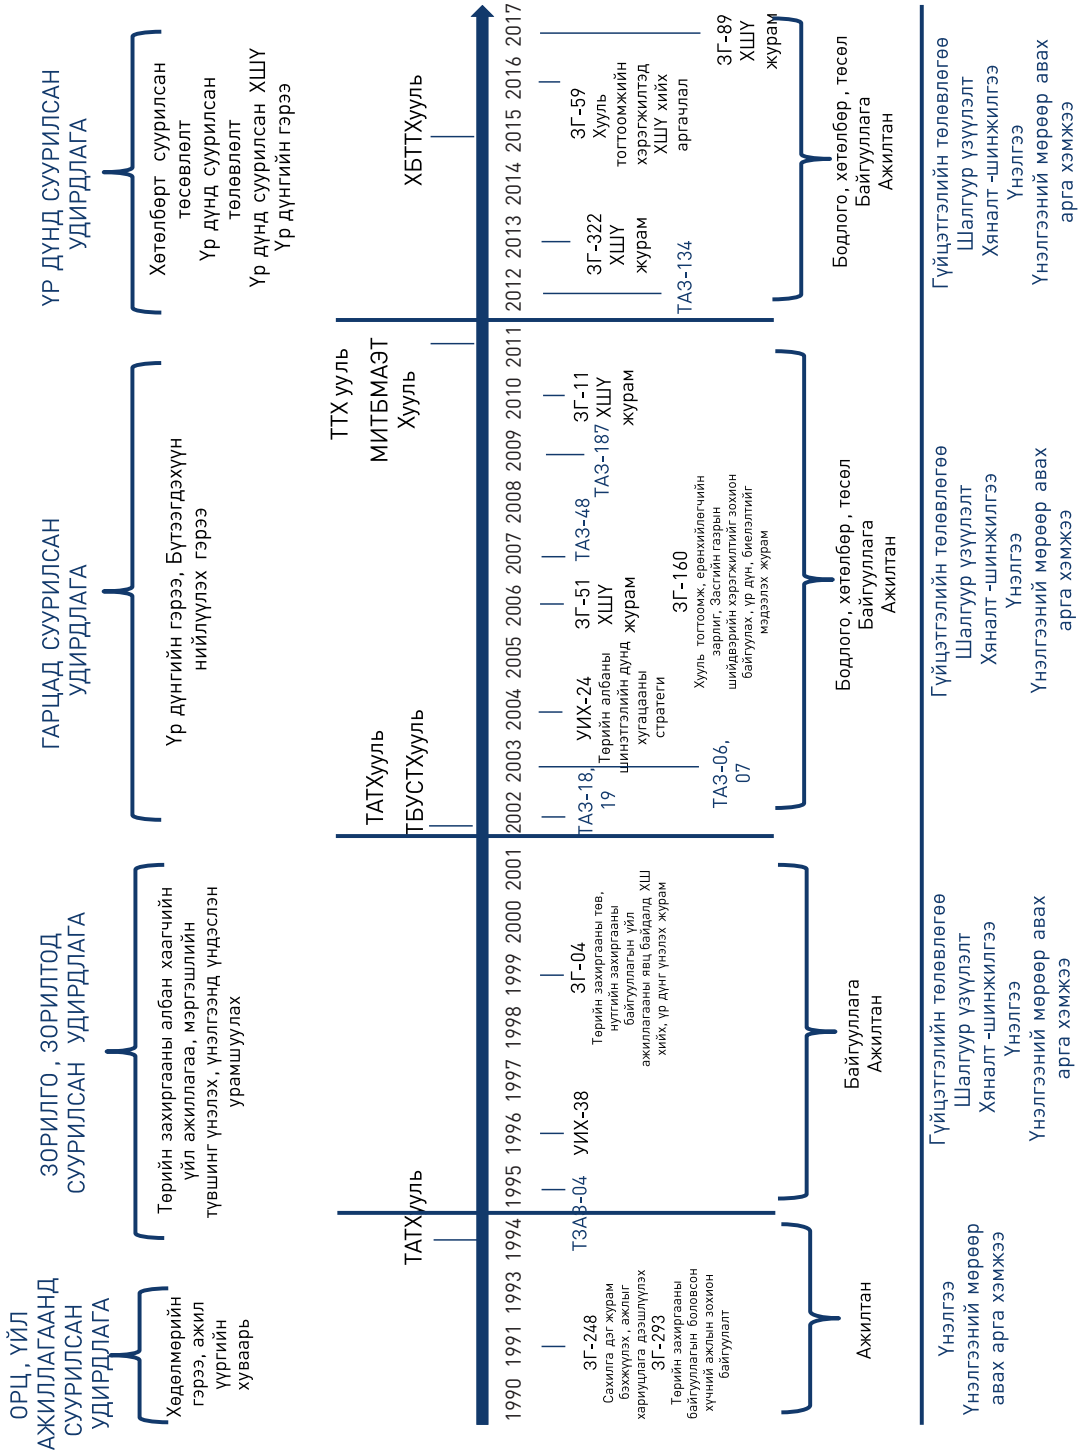 ОРЦ, ҮЙЛ
АЖИЛЛАГААНД
СУУРИЛСАН
УДИРДЛАГА
ЗОРИЛГО , ЗОРИЛТОД
СУУРИЛСАН УДИРДЛАГА
ГАРЦАД СУУРИЛСАН
УДИРДЛАГА
ҮР ДҮНД СУУРИЛСАН
УДИРДЛАГА
Хөдөлмөрийн
гэрээ, ажил
үүргийн
хуваарь
Төрийн захиргааны албан хаагчийн
үйл ажиллагаа, мэргэшлийн
түвшинг үнэлэх, үнэлгээнд үндэслэн
урамшуулах
Үр дүнгийн гэрээ, Бүтээгдэхүүн
нийлүүлэх гэрээ
Хөтөлбөрт суурилсан
төсөвлөлт
Үр дүнд суурилсан
төлөвлөлт
Үр дүнд суурилсан ХШҮ
Үр дүнгийн гэрээ
ТАТХууль
ТАТХууль
ТБУСТХууль
ТТХ ууль
МИТБМАЭТ
Хууль
ХБТТХууль
1990 1991 1993 1994 1995 1996 1997 1998 1999 2000 2001 2002 2003 2004 2005 2006 2007 2008 2009 2010 2011 2012 2013 2014 2015 2016 2017
ЗГ-248
Сахилга дэг журам
бэхжүүлэх , ажлыг
хариуцлага дээшлүүлэх
ЗГ-293
Төрийн захиргааны
байгууллагын боловсон
хүчний ажлын зохион
байгуулалт
ТЗАЗ-04
УИХ-38
ЗГ-04
Төрийн захиргааны төв,
нутгийн захиргааны
байгууллагын үйл
ажиллагааны явц байдалд ХШ
хийх, үр дүнг үнэлэх журам
ТАЗ-18,
19
ТАЗ-06,
07
УИХ-24
Төрийн албаны
шинэтгэлийн дунд
хугацааны
стратеги
ЗГ-51
ХШҮ
журам
ЗГ-160
Хууль тогтоомж, ерөнхийлөгчийн
зарлиг, Засгийн газрын
шийдвэрийн хэрэгжилтийг зохион
байгуулах , үр дүн, биелэлтийг
мэдээлэх журам
ТАЗ-48
ТАЗ-187
ЗГ-11
ХШҮ
журам
ТАЗ-134
ЗГ-322
ХШҮ
журам
ЗГ-59
Хууль
тогтоомжийн
хэрэгжилтэд
ХШҮ хийх
аргачлал
ЗГ-89
ХШҮ
журам
Ажилтан
Байгууллага
Ажилтан
Бодлого, хөтөлбөр , төсөл
Байгууллага
Ажилтан
Бодлого, хөтөлбөр , төсөл
Байгууллага
Ажилтан
Үнэлгээ
Үнэлгээний мөрөөр
авах арга хэмжээ
Гүйцэтгэлийн төлөвлөгөө
Шалгуур үзүүлэлт
Хяналт -шинжилгээ
Үнэлгээ
Үнэлгээний мөрөөр авах
арга хэмжээ
Гүйцэтгэлийн төлөвлөгөө
Шалгуур үзүүлэлт
Хяналт -шинжилгээ
Үнэлгээ
Үнэлгээний мөрөөр авах
арга хэмжээ
Гүйцэтгэлийн төлөвлөгөө
Шалгуур үзүүлэлт
Хяналт -шинжилгээ
Үнэлгээ
Үнэлгээний мөрөөр авах
арга хэмжээ